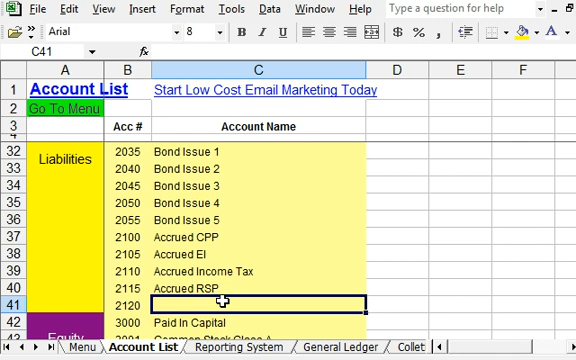 File Edit View Insert Format Tools Data Window Help Type a question for help
Arial 8 B I U $ %
C41 fx
A B C D E F
1 Account List Start Low Cost Email Marketing Today
2 Go To Menu
3 Acc # Account Name
4
32 Liabilities 2035 Bond Issue 1
33 2040 Bond Issue 2
34 2045 Bond Issue 3
35 2050 Bond Issue 4
36 2055 Bond Issue 5
37 2100 Accrued CPP
38 2105 Accrued EI
39 2110 Accrued Income Tax
40 2115 Accrued RSP
41 2120
42 3000 Paid In Capital
43 Equity 3001 Common Stock Class A
Menu Account List Reporting System General Ledger Collet